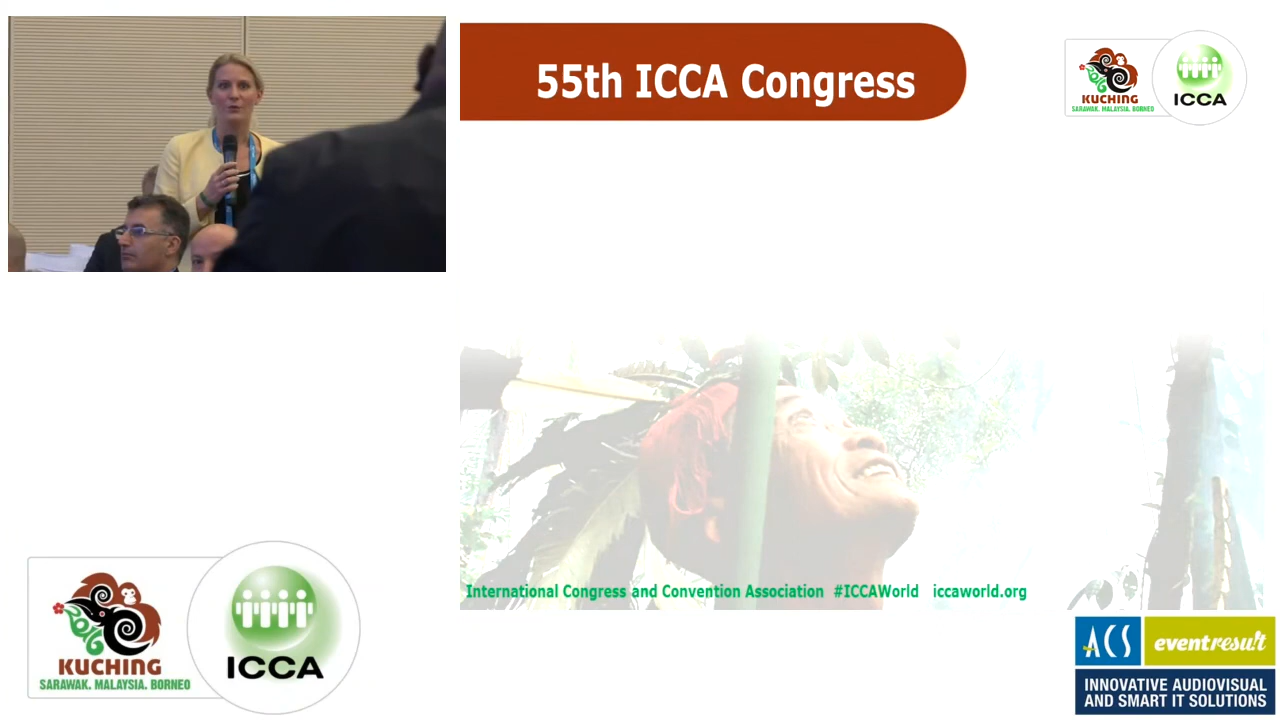 55th ICCA Congress
KUCHING
SARAWAK. MALAYSIA. BORNEO
ICCA
International Congress and Convention Association #ICCAWorld iccaworld.org
KUCHING
SARAWAK. MALAYSIA. BORNEO
ICCA
ACS
eventresult
INNOVATIVE AUDIOVISUAL
AND SMART IT SOLUTIONS